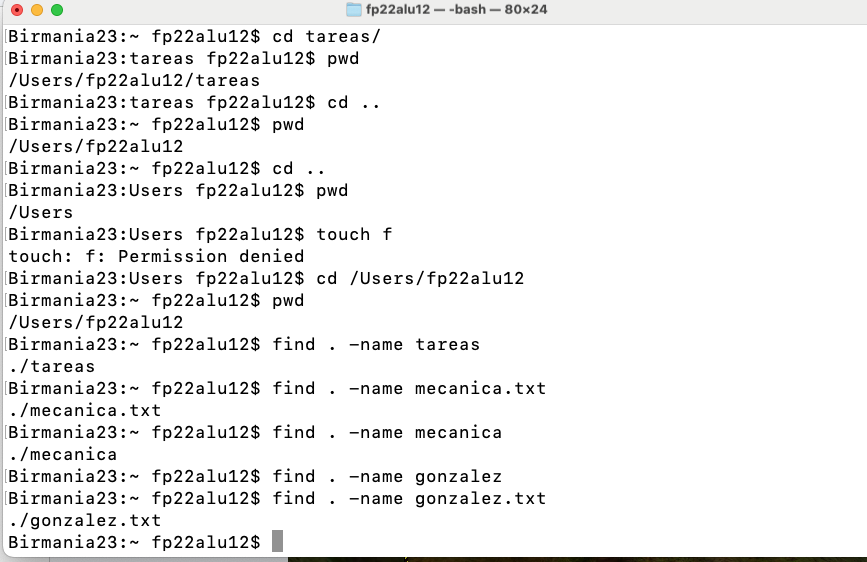 fp22alu12 — -bash — 80×24
[Birmania23:~ fp22alu12$ cd tareas/
[Birmania23:tareas fp22alu12$ pwd
/Users/fp22alu12/tareas
[Birmania23:tareas fp22alu12$ cd ..
[Birmania23:~ fp22alu12$ pwd
/Users/fp22alu12
[Birmania23:~ fp22alu12$ cd ..
[Birmania23:Users fp22alu12$ pwd
/Users
[Birmania23:Users fp22alu12$ touch f
touch: f: Permission denied
[Birmania23:Users fp22alu12$ cd /Users/fp22alu12
[Birmania23:~ fp22alu12$ pwd
/Users/fp22alu12
[Birmania23:~ fp22alu12$ find . -name tareas
./tareas
[Birmania23:~ fp22alu12$ find . -name mecanica.txt
./mecanica.txt
[Birmania23:~ fp22alu12$ find . -name mecanica
./mecanica
[Birmania23:~ fp22alu12$ find . -name gonzalez
[Birmania23:~ fp22alu12$ find . -name gonzalez.txt
./gonzalez.txt
Birmania23:~ fp22alu12$